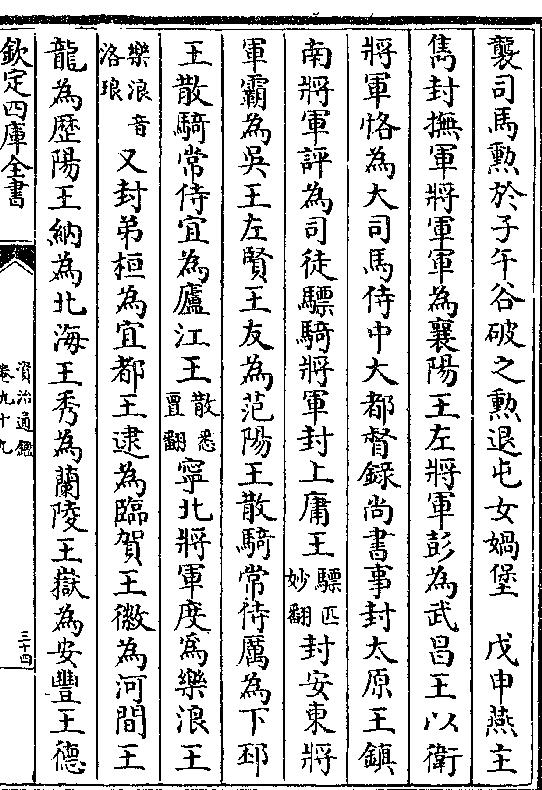 襲司馬勲於子午谷破之勲退屯女媧堡　戊申燕主
雋封撫軍將軍軍為襄陽王左將軍彭為武昌王以衛
將軍恪為大司馬侍中大都督録尚書事封太原王鎮
南將軍評為司徒驃騎將軍封上庸王驃匹妙翻封安東將
軍霸為吳王左賢王友為范陽王散騎常侍厲為下邳
王散騎常侍宜為廬江王散悉亶翻寧北將軍度為樂浪王
樂浪音洛琅又封弟桓為宜都王逮為臨賀王徽為河間王
龍為歴陽王納為北海王秀為蘭陵王嶽為安豐王德
欽定四庫全書
資治通鑑
卷九十九
三十四